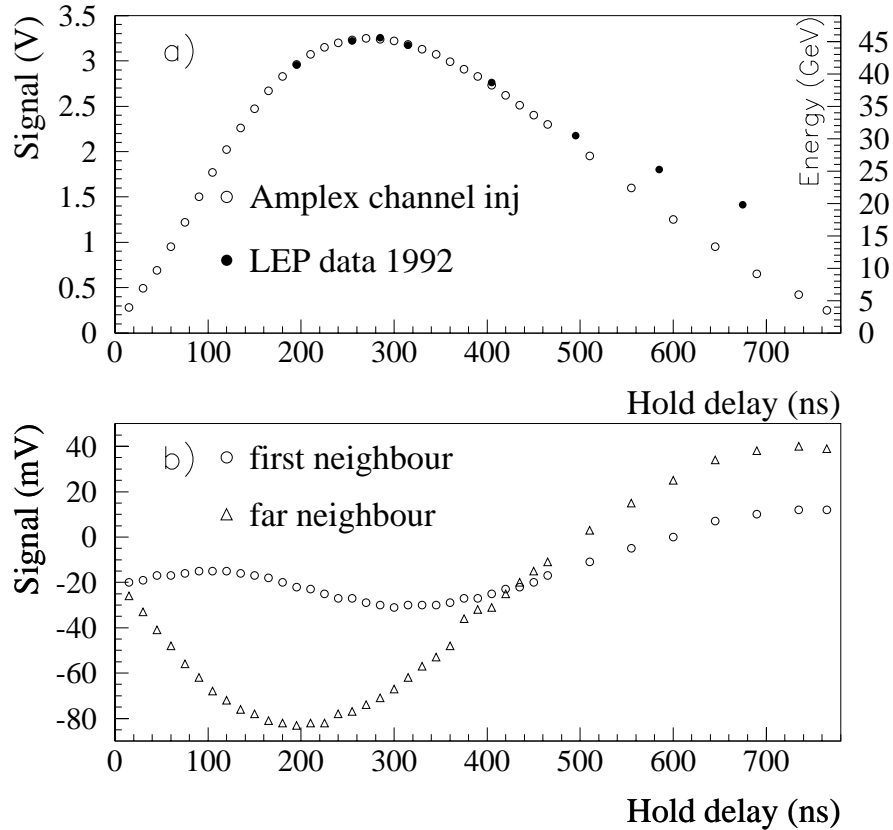 a)
Signal (V)
3.5
3
2.5
2
1.5
1
0.5
0
Amplex channel inj
LEP data 1992
Energy (GeV)
45
40
35
30
25
20
15
10
5
0
0 100 200 300 400 500 600 700
Hold delay (ns)
b)
Signal (mV)
40
20
0
-20
-40
-60
-80
first neighbour
far neighbour
0 100 200 300 400 500 600 700
Hold delay (ns)